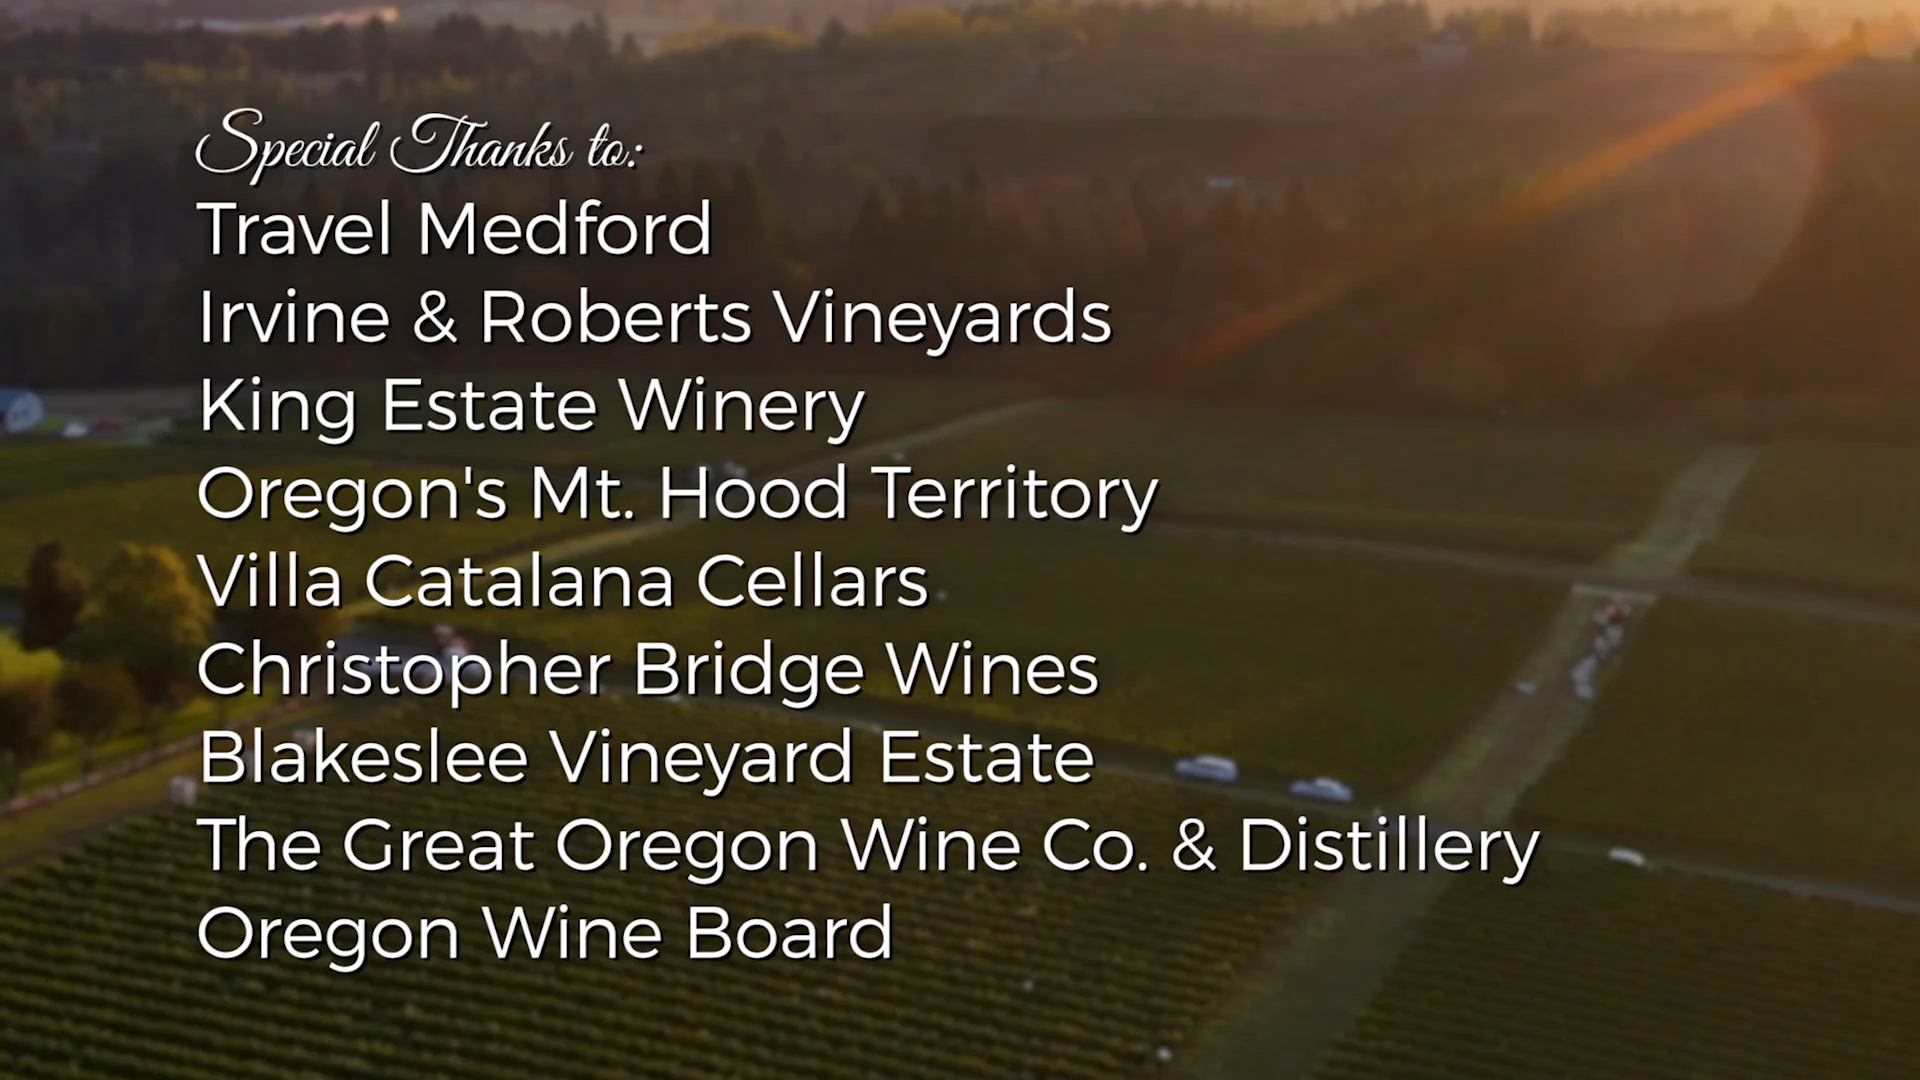 Special Thanks to:
Travel Medford
Irvine & Roberts Vineyards
King Estate Winery
Oregon's Mt. Hood Territory
Villa Catalana Cellars
Christopher Bridge Wines
Blakeslee Vineyard Estate
The Great Oregon Wine Co. & Distillery
Oregon Wine Board